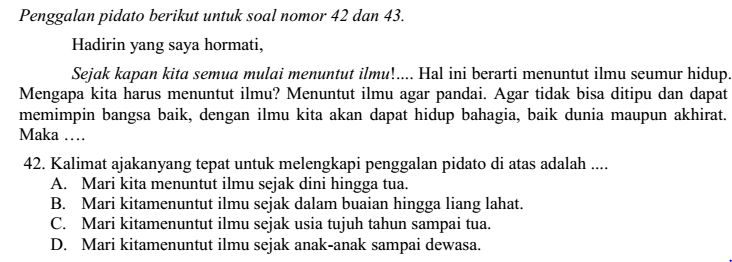 Penggalan pidato berikut untuk soal nomor 42 dan 43.
Hadirin yang saya hormati,
Sejak kapan kita semua mulai menuntut ilmu!.... Hal ini berarti menuntut ilmu seumur hidup.
Mengapa kita harus menuntut ilmu? Menuntut ilmu agar pandai. Agar tidak bisa ditipu dan dapat
memimpin bangsa baik, dengan ilmu kita akan dapat hidup bahagia, baik dunia maupun akhirat.
Maka ….
42. Kalimat ajakanyang tepat untuk melengkapi penggalan pidato di atas adalah ....
A. Mari kita menuntut ilmu sejak dini hingga tua.
B. Mari kitamenuntut ilmu sejak dalam buaian hingga liang lahat.
C. Mari kitamenuntut ilmu sejak usia tujuh tahun sampai tua.
D. Mari kitamenuntut ilmu sejak anak-anak sampai dewasa.